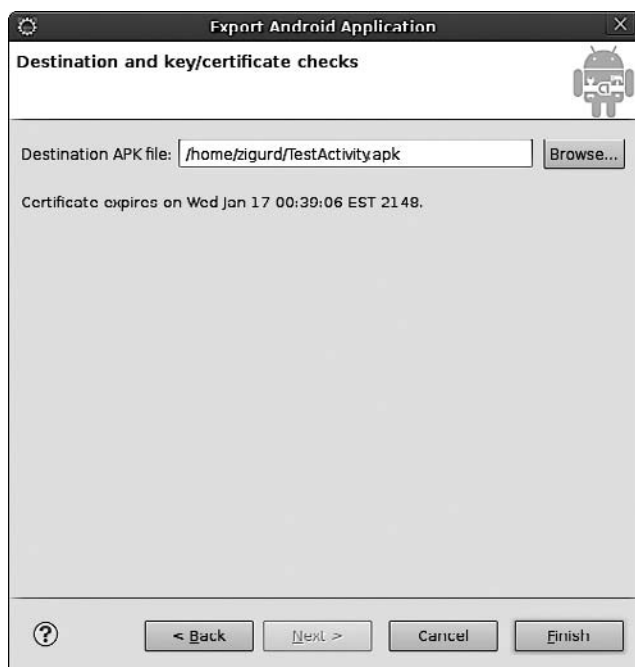 Export Android Application
Destination and key/certificate checks
Destination APK file: /home/zigurd/TestActivity.apk Browse...
Certificate expires on Wed Jan 17 00:39:06 EST 2148.
? < Back Next > Cancel Finish